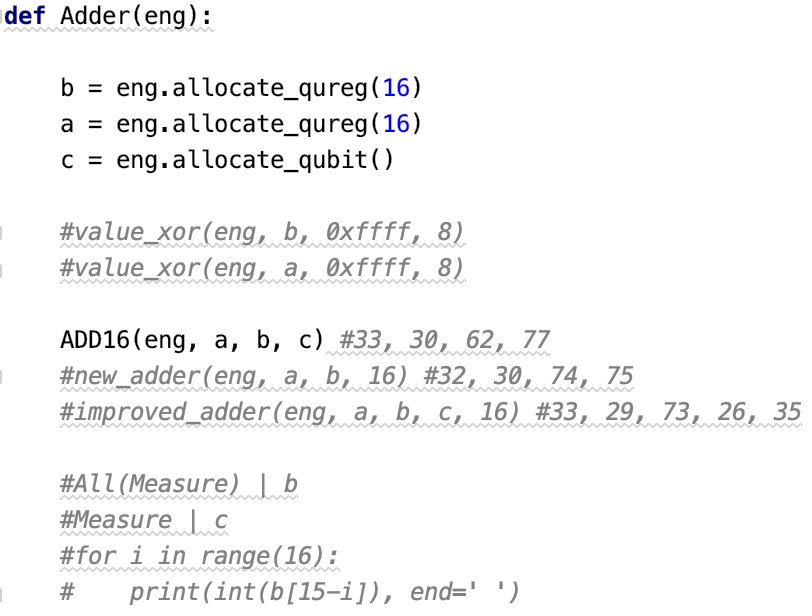 def Adder(eng):
b = eng.allocate_qureg(16)
a = eng.allocate_qureg(16)
c = eng.allocate_qubit()
#value_xor(eng, b, 0xffff, 8)
#value_xor(eng, a, 0xffff, 8)
ADD16(eng, a, b, c) #33, 30, 62, 77
#new_adder(eng, a, b, 16) #32, 30, 74, 75
#improved_adder(eng, a, b, c, 16) #33, 29, 73, 26, 35
#All(Measure) | b
#Measure | c
#for i in range(16):
#    print(int(b[15-i]), end=' ')